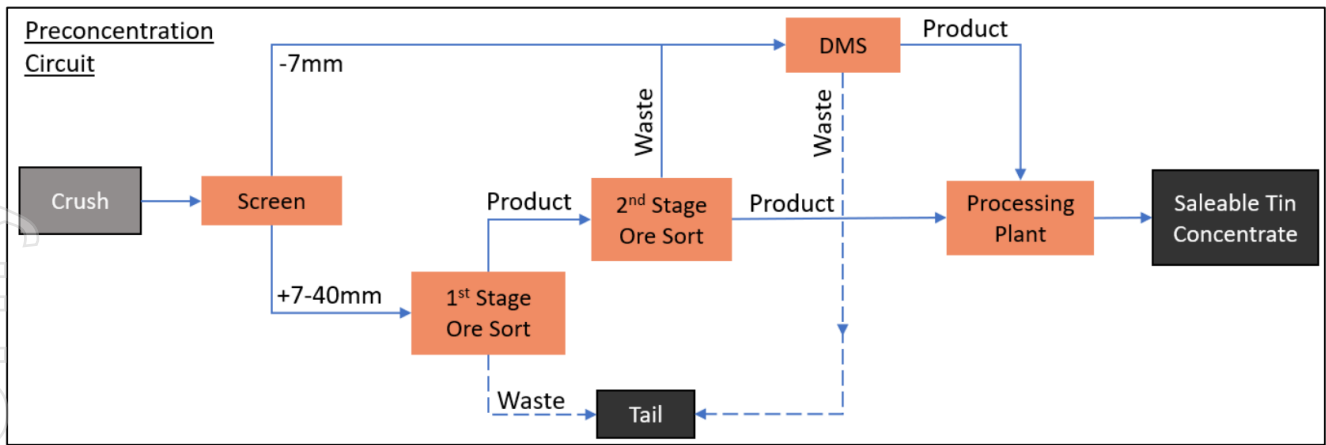 Preconcentration
Circuit
-7mm
DMS
Product
Waste
Waste
Crush
Screen
Product
2nd Stage
Ore Sort
Product
Processing
Plant
Saleable Tin
Concentrate
+7-40mm
1st Stage
Ore Sort
Waste
Tail